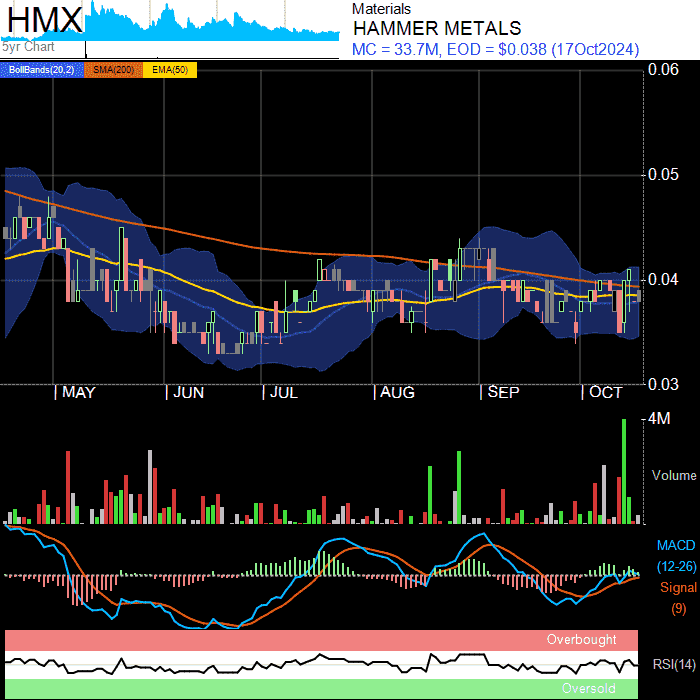 HMX
5yr Chart
Materials
HAMMER METALS
MC = 33.7M, EOD = $0.038 (17Oct2024)
BollBands(20,2) SMA(200) EMA(50)
0.06
0.05
0.04
0.03
MAY JUN JUL AUG SEP OCT
4M
Volume
MACD
(12-26)
Signal
(9)
Overbought
RSI(14)
Oversold